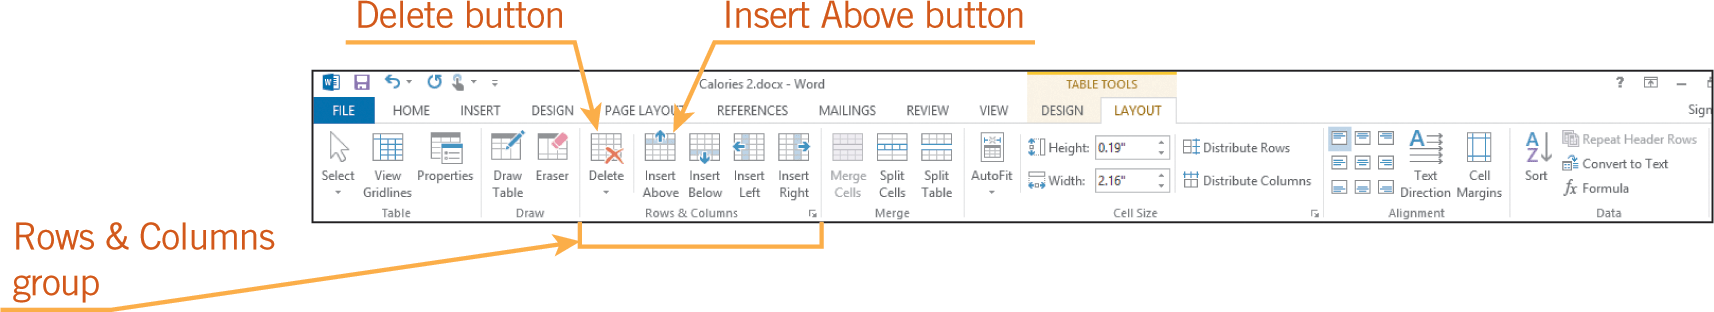 Delete button Insert Above button
Calories 2.docx - Word TABLE TOOLS ?
FILE HOME INSERT DESIGN PAGE LAYOUT REFERENCES MAILINGS REVIEW VIEW DESIGN LAYOUT Sign
Select View Gridlines Properties
Draw Table Eraser
Delete Insert Above Insert Below Insert Left Insert Right
Merge Cells Split Cells Split Table
AutoFit
Height: 0.19" Distribute Rows
Width: 2.16" Distribute Columns
Text Direction Cell Margins
Sort
Repeat Header Rows
Convert to Text
fx Formula
Table Draw Rows & Columns Merge Cell Size Alignment Data
Rows & Columns
group